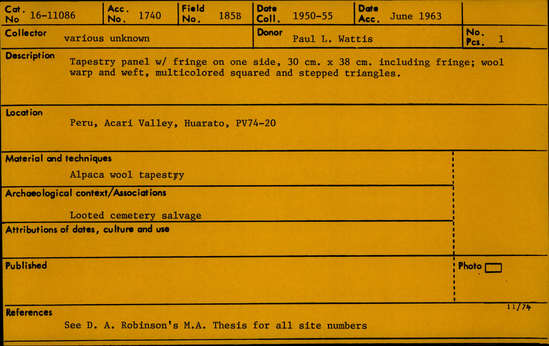 Cat. No 16-11086 Acc. No. 1740 Field No. 185B Date Coll. 1950-55 Date Acc. June 1963
Collector various unknown Donor Paul L. Wattis No. Pcs. 1
Description Tapestry panel w/ fringe on one side, 30 cm. x 38 cm. including fringe; wool
warp and weft, multicolored squared and stepped triangles.
Location
Peru, Acari Valley, Huarato, PV74-20
Material and techniques
Alpaca wool tapestry
Archaeological context/Associations
Looted cemetery salvage
Attributions of dates, culture and use
Published Photo
11/74
References
See D. A. Robinson's M.A. Thesis for all site numbers